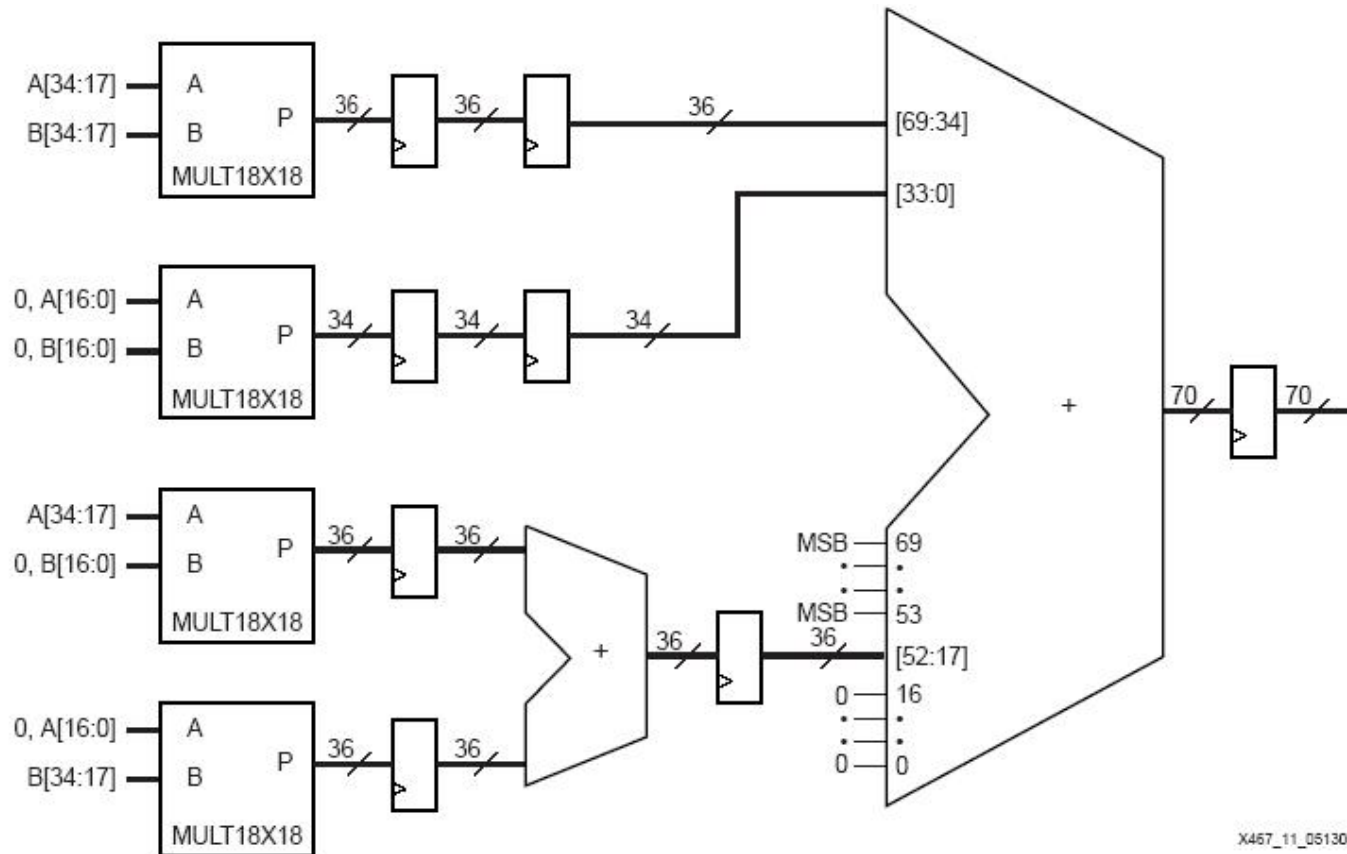 A[34:17] A P 36 36 36 [69:34]
B[34:17] B
MULT18X18
[33:0]
0, A[16:0] A P 34 34 34
0, B[16:0] B
MULT18X18
+ 70 70
A[34:17] A P 36 36
0, B[16:0] B
MULT18X18
MSB 69
MSB 53
+ 36 36 [52:17]
0 16
0 0
0, A[16:0] A P 36 36
B[34:17] B
MULT18X18
X467_11_05130